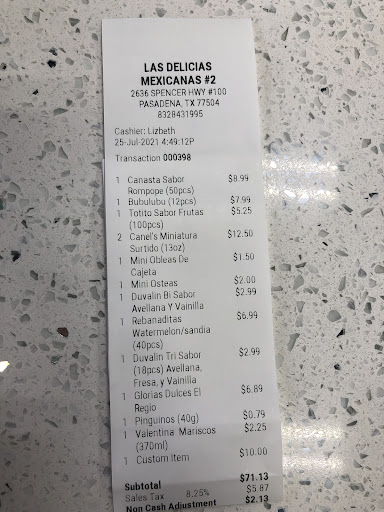 LAS DELICIAS
MEXICANAS #2
2636 SPENCER HWY #100
PASADENA, TX 77504
8328431995
Cashier: Lizbeth
25-Jul-2021 4:49:12P
Transaction 000398
1 Canasta Sabor $8.99
Rompope (50pcs)
1 Bubulubu (12pcs) $7.99
1 Totito Sabor Frutas $5.25
(100pcs)
2 Canel's Miniatura $12.50
Surtido (13oz)
1 Mini Obleas De $1.50
Cajeta
1 Mini Osteas $2.00
1 Duvalin Bi Sabor $2.99
Avellana Y Vainilla
1 Rebanaditas $6.99
Watermelon/sandia
(40pcs)
1 Duvalin Tri Sabor $2.99
(18pcs) Avellana,
Fresa, y Vainilla
1 Glorias Dulces El $6.89
Regio
1 Pinguinos (40g) $0.79
1 Valentina Mariscos $2.25
(370ml)
1 Custom Item $10.00
Subtotal $71.13
Sales Tax 8.25% $5.87
Non Cash Adjustment $2.13